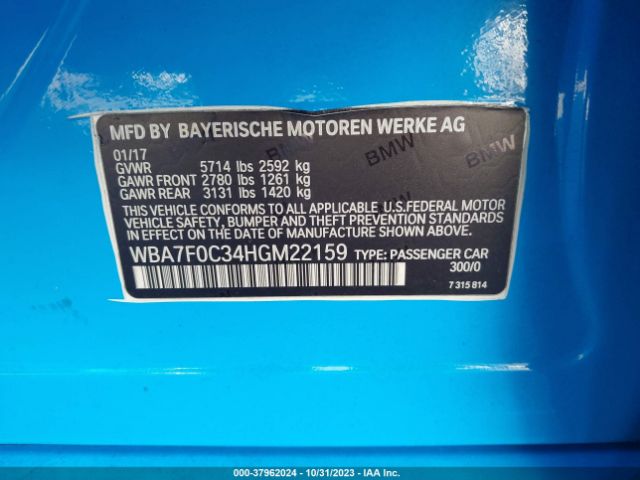 MFD BY BAYERISCHE MOTOREN WERKE AG
01/17
GVWR 5714 lbs 2592 kg
GAWR FRONT 2780 lbs 1261 kg
GAWR REAR 3131 lbs 1420 kg
THIS VEHICLE CONFORMS TO ALL APPLICABLE U.S.FEDERAL MOTOR
VEHICLE SAFETY, BUMPER AND THEFT PREVENTION STANDARDS
IN EFFECT ON THE DATE OF MANUFACTURE SHOWN ABOVE.
WBA7F0C34HGM22159 TYPE: PASSENGER CAR
300/0
7 315 814
BMW
BMW
BMW
000-37962024 - 10/31/2023 - IAA Inc.